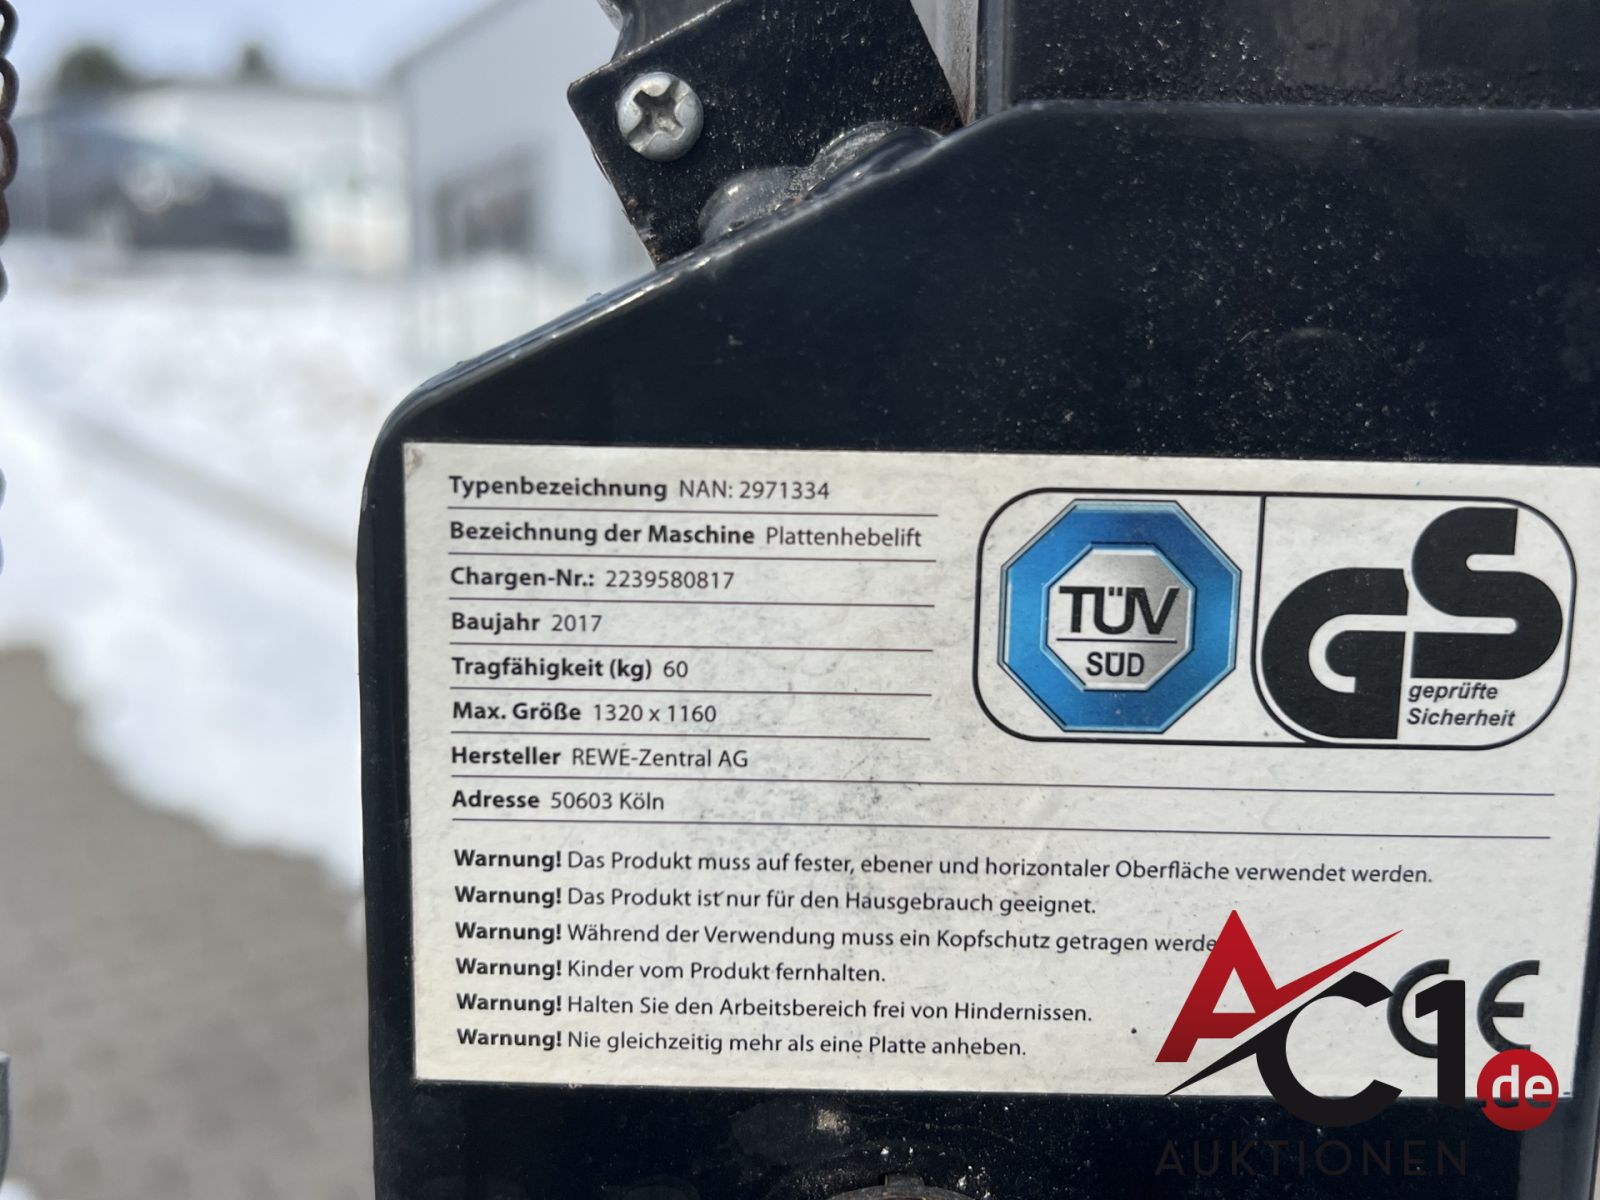 Typenbezeichnung NAN: 2971334
Bezeichnung der Maschine Plattenhebelift
Chargen-Nr.: 2239580817
Baujahr 2017
Tragfähigkeit (kg) 60
Max. Größe 1320 x 1160
Hersteller REWE-Zentral AG
Adresse 50603 Köln
TÜV
SÜD
GS
geprüfte
Sicherheit
Warnung! Das Produkt muss auf fester, ebener und horizontaler Oberfläche verwendet werden.
Warnung! Das Produkt ist nur für den Hausgebrauch geeignet.
Warnung! Während der Verwendung muss ein Kopfschutz getragen werde
Warnung! Kinder vom Produkt fernhalten.
Warnung! Halten Sie den Arbeitsbereich frei von Hindernissen.
Warnung! Nie gleichzeitig mehr als eine Platte anheben.
CE
AC1.de
AUKTIONEN